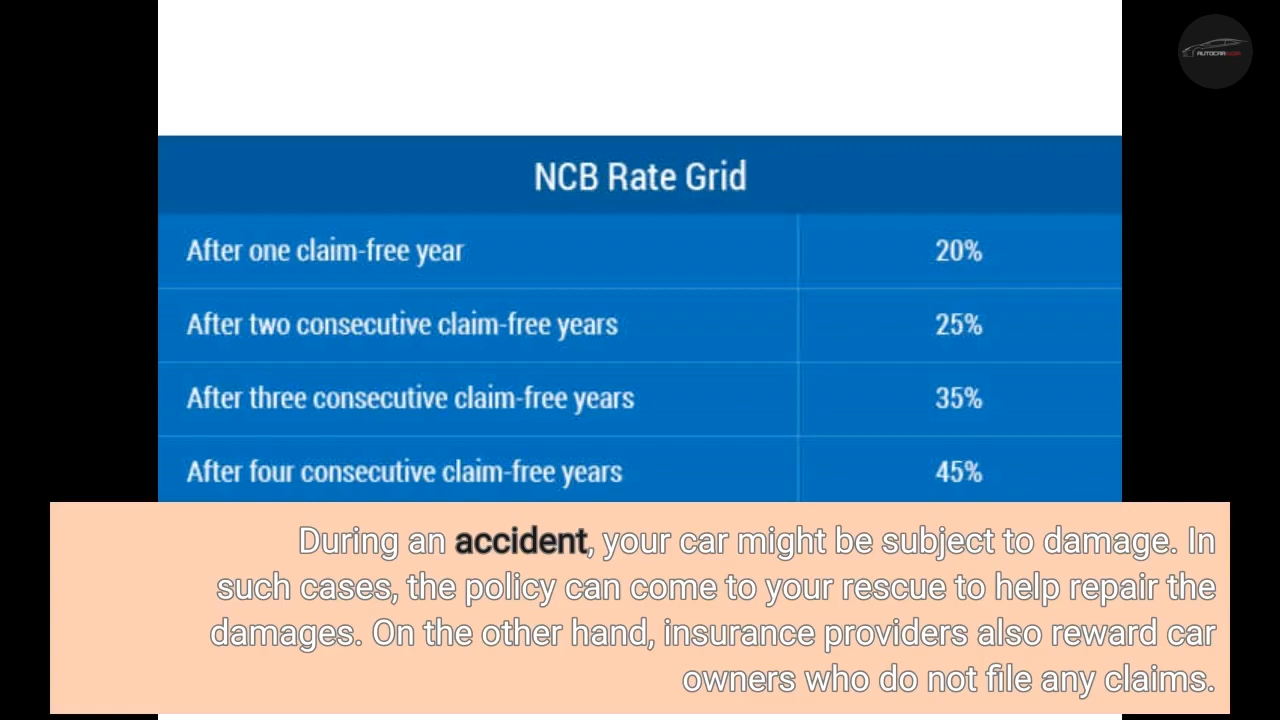 AUTOCARINDIA
NCB Rate Grid
After one claim-free year 20%
After two consecutive claim-free years 25%
After three consecutive claim-free years 35%
After four consecutive claim-free years 45%
During an accident, your car might be subject to damage. In
such cases, the policy can come to your rescue to help repair the
damages. On the other hand, insurance providers also reward car
owners who do not file any claims.